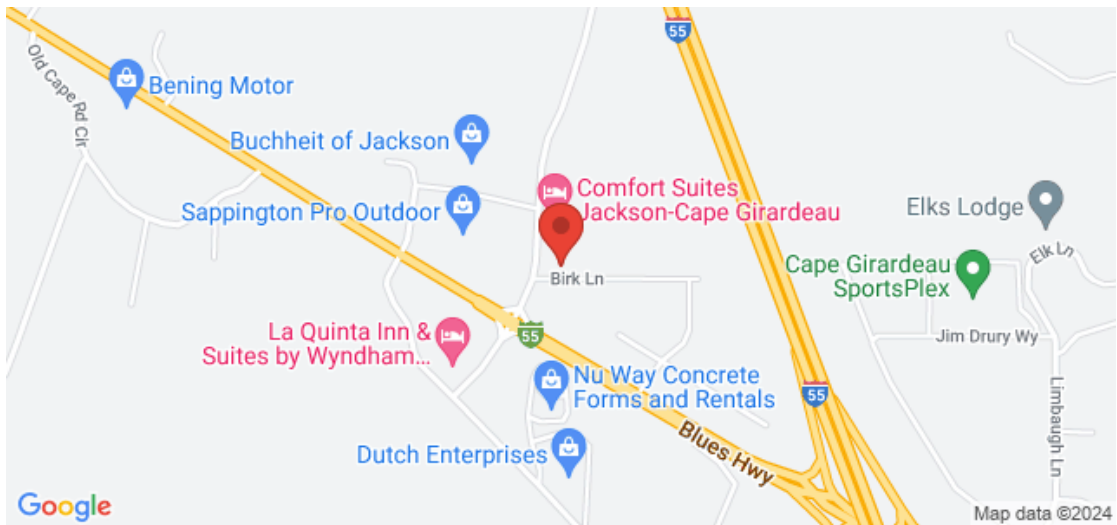 55
Old Cape Rd Cir
Bening Motor
Buchheit of Jackson
Comfort Suites
Jackson-Cape Girardeau
Sappington Pro Outdoor
Elks Lodge
Elk Ln
Cape Girardeau
SportsPlex
Birk Ln
La Quinta Inn &
Suites by Wyndham...
55
Jim Drury Wy
Nu Way Concrete
Forms and Rentals
55
Limbaugh Ln
Blues Hwy
Dutch Enterprises
Google
Map data ©2024